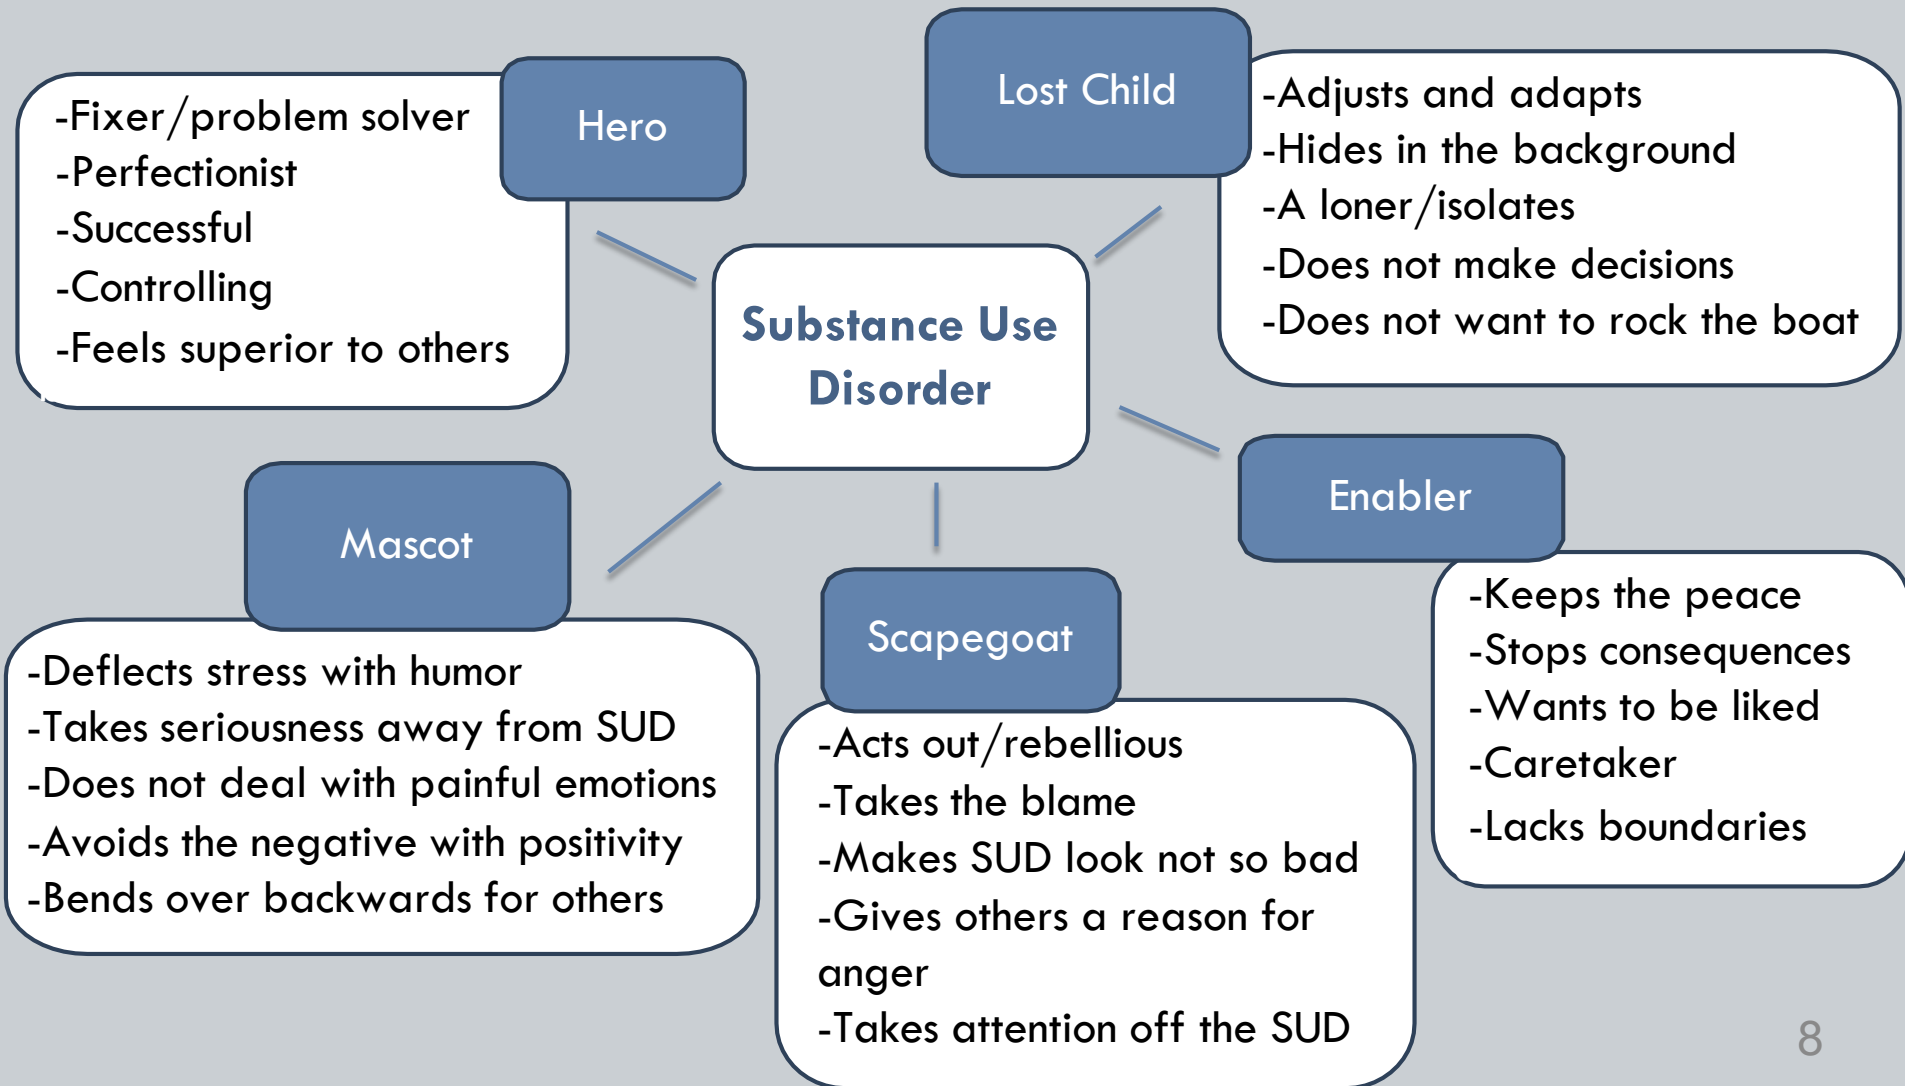 Hero
-Fixer/problem solver
-Perfectionist
-Successful
-Controlling
-Feels superior to others
Lost Child
-Adjusts and adapts
-Hides in the background
-A loner/isolates
-Does not make decisions
-Does not want to rock the boat
Substance Use
Disorder
Enabler
-Keeps the peace
-Stops consequences
-Wants to be liked
-Caretaker
-Lacks boundaries
Mascot
-Deflects stress with humor
-Takes seriousness away from SUD
-Does not deal with painful emotions
-Avoids the negative with positivity
-Bends over backwards for others
Scapegoat
-Acts out/rebellious
-Takes the blame
-Makes SUD look not so bad
-Gives others a reason for
anger
-Takes attention off the SUD
8